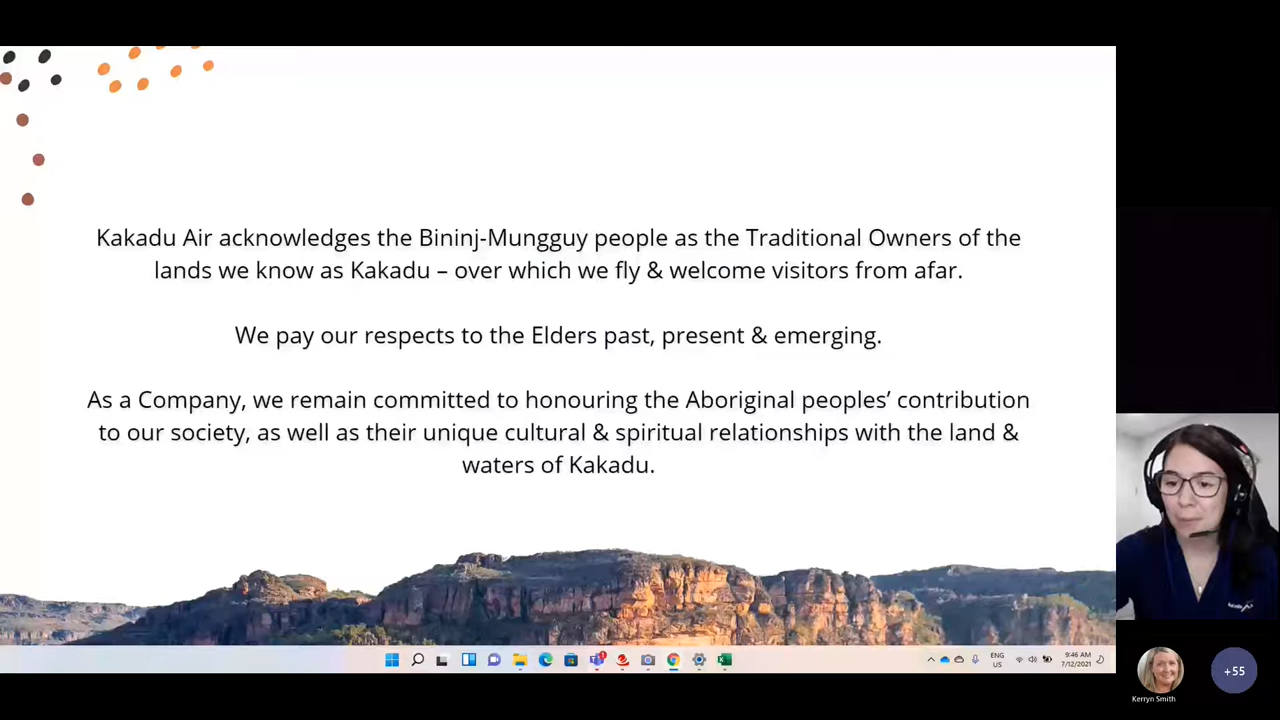 Kakadu Air acknowledges the Bininj-Mungguy people as the Traditional Owners of the
lands we know as Kakadu – over which we fly & welcome visitors from afar.
We pay our respects to the Elders past, present & emerging.
As a Company, we remain committed to honouring the Aboriginal peoples’ contribution
to our society, as well as their unique cultural & spiritual relationships with the land &
waters of Kakadu.
ENG
US
9:46 AM
7/12/2021
Kerryn Smith
+55